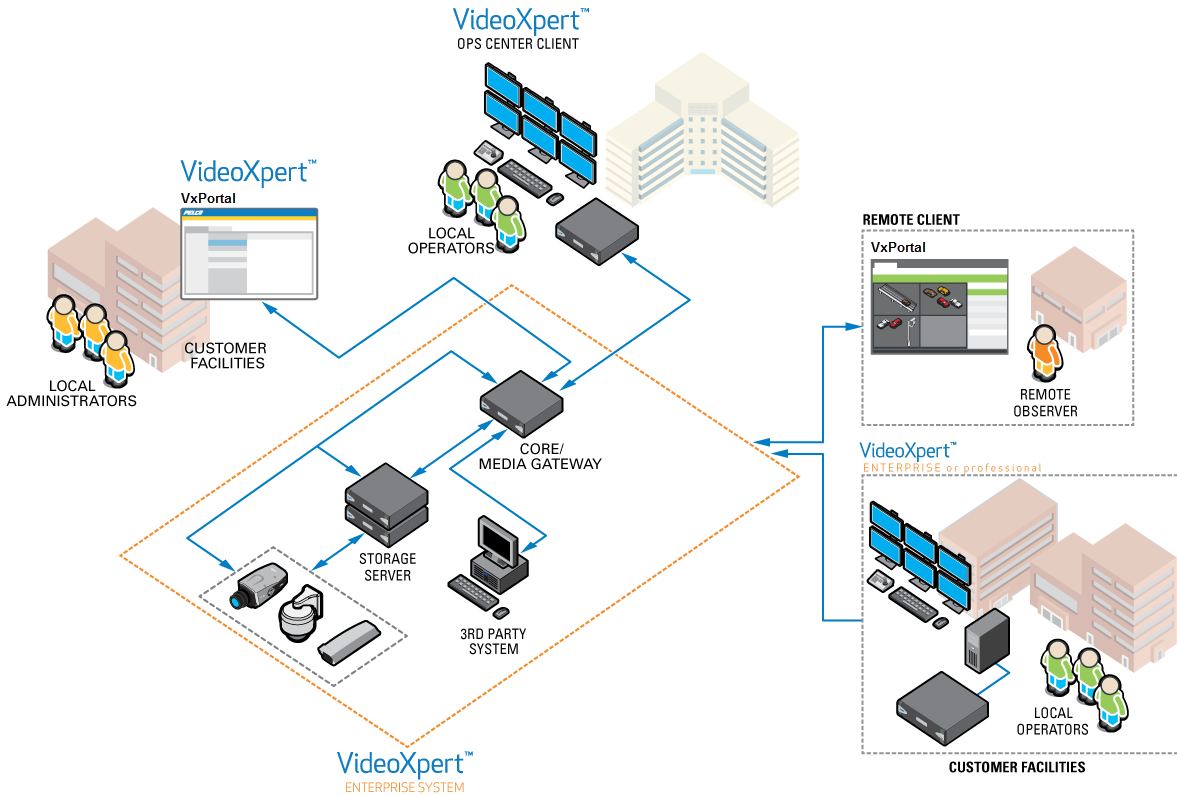 VideoXpert™
OPS CENTER CLIENT
LOCAL
OPERATORS
VideoXpert™
VxPortal
PELCO
LOCAL
ADMINISTRATORS
CUSTOMER
FACILITIES
REMOTE CLIENT
VxPortal
REMOTE
OBSERVER
CORE/
MEDIA GATEWAY
STORAGE
SERVER
3RD PARTY
SYSTEM
VideoXpert™
ENTERPRISE SYSTEM
VideoXpert™
ENTERPRISE or professional
LOCAL
OPERATORS
CUSTOMER FACILITIES